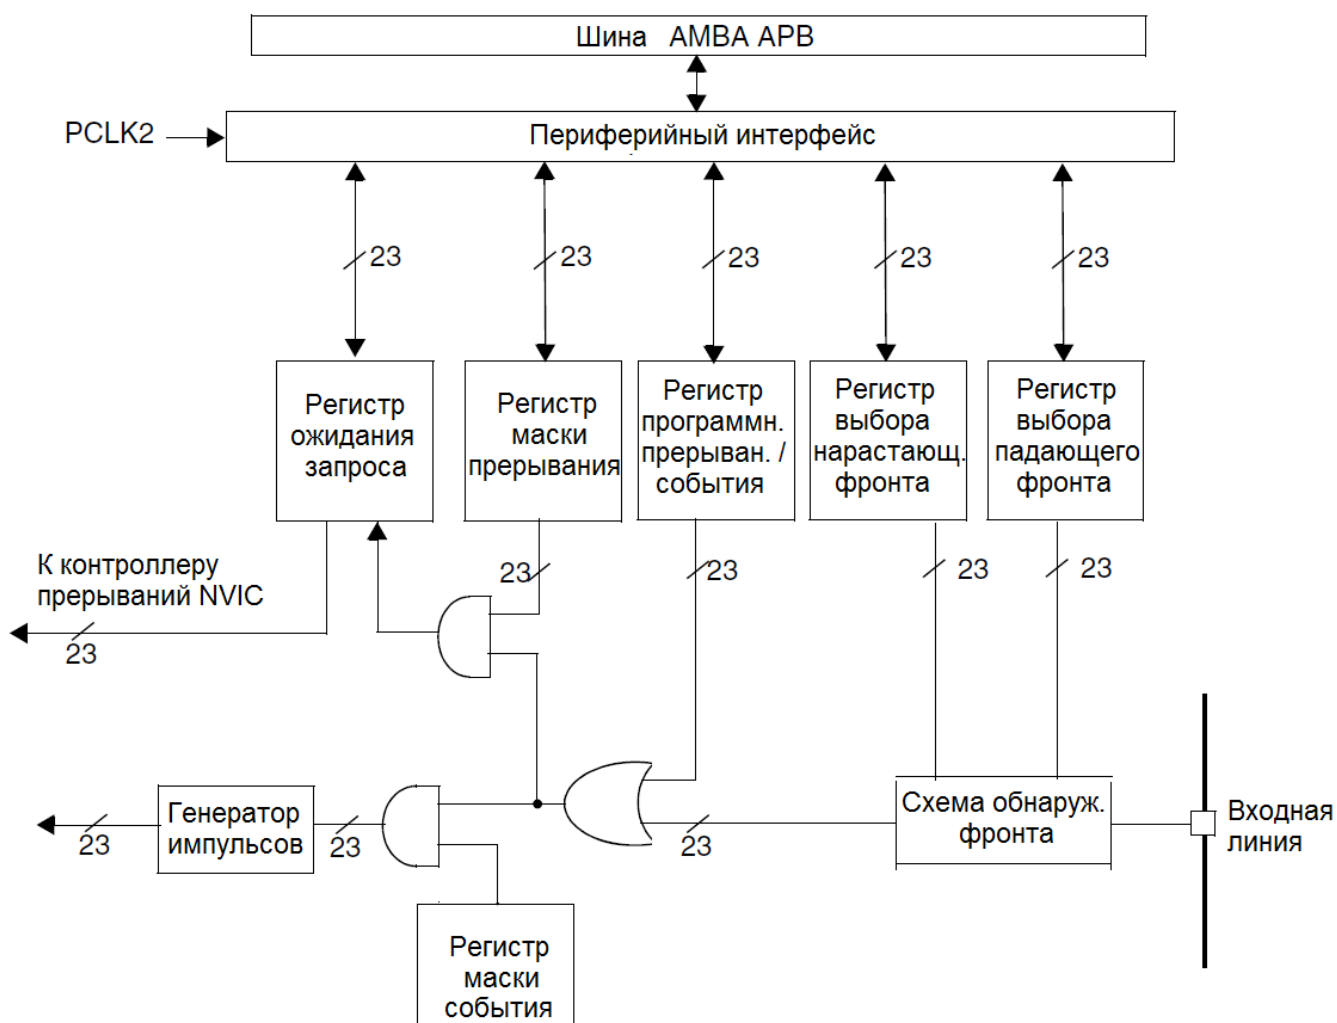 Шина AMBA APB
PCLK2
Периферийный интерфейс
23
23
23
23
23
Регистр
ожидания
запроса
Регистр
маски
прерывания
Регистр
программн.
прерыван. /
события
Регистр
выбора
нарастающ.
фронта
Регистр
выбора
падающего
фронта
К контроллеру
прерываний NVIC
23
23
23
23
23
Генератор
импульсов
23
23
23
Схема обнаруж.
фронта
Входная
линия
Регистр
маски
события